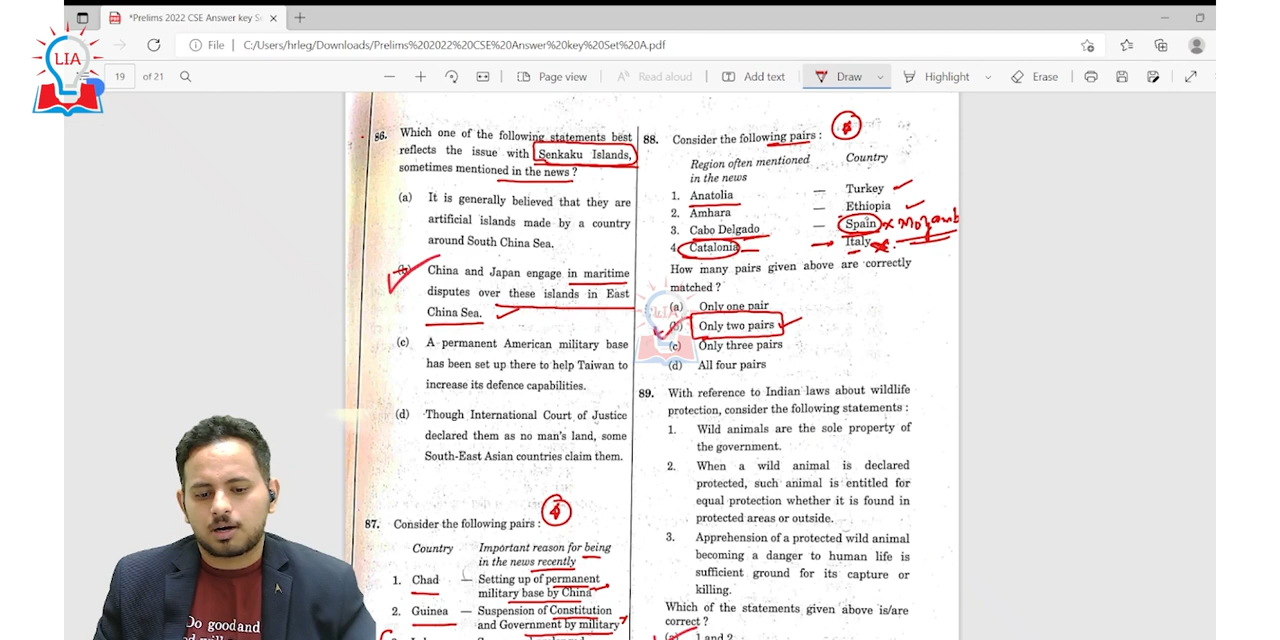 *Prelims 2022 CSE Answer key Se
File
C:/Users/hrleg/Downloads/Prelims%202022%20CSE%20Answer%20key%20Set%20A.pdf
LIA
19 of 21
Page view
Read aloud
Add text
Draw
Highlight
Erase
86. Which one of the following statements best
reflects the issue with Senkaku Islands,
sometimes mentioned in the news ?
(a) It is generally believed that they are
artificial islands made by a country
around South China Sea.
(b) China and Japan engage in maritime
disputes over these islands in East
China Sea.
(c) A permanent American military base
has been set up there to help Taiwan to
increase its defence capabilities.
(d) Though International Court of Justice
declared them as no man's land, some
South-East Asian countries claim them.
87. Consider the following pairs :
Country Important reason for being
in the news recently
1. Chad — Setting up of permanent
military base by China
2. Guinea — Suspension of Constitution
and Government by military
88. Consider the following pairs :
Region often mentioned Country
in the news
1. Anatolia — Turkey
2. Amhara — Ethiopia
3. Cabo Delgado — Spain x Mozamb
4. Catalonia — Italy x
How many pairs given above are correctly
matched ?
(a) Only one pair
(b) Only two pairs
(c) Only three pairs
(d) All four pairs
LIA
89. With reference to Indian laws about wildlife
protection, consider the following statements :
1. Wild animals are the sole property of
the government.
2. When a wild animal is declared
protected, such animal is entitled for
equal protection whether it is found in
protected areas or outside.
3. Apprehension of a protected wild animal
becoming a danger to human life is
sufficient ground for its capture or
killing.
Which of the statements given above is/are
correct ?
(a) 1 and 2
Do good and